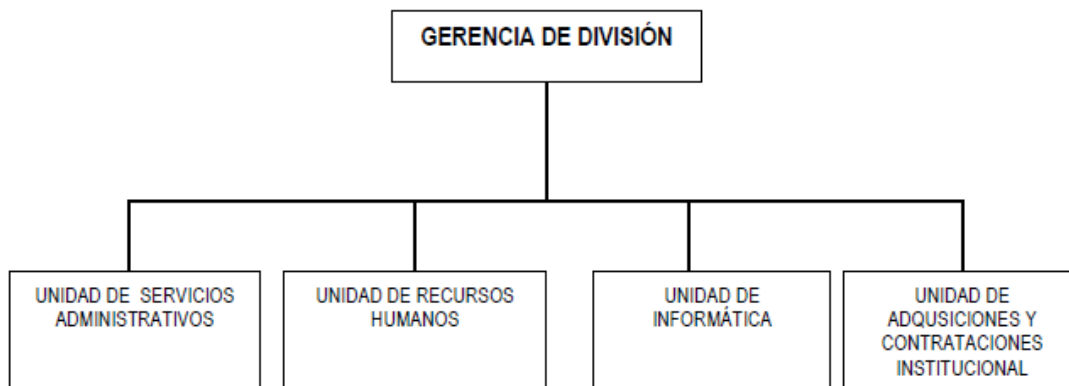 GERENCIA DE DIVISIÓN
UNIDAD DE SERVICIOS
ADMINISTRATIVOS
UNIDAD DE RECURSOS
HUMANOS
UNIDAD DE
INFORMÁTICA
UNIDAD DE
ADQUSICIONES Y
CONTRATACIONES
INSTITUCIONAL